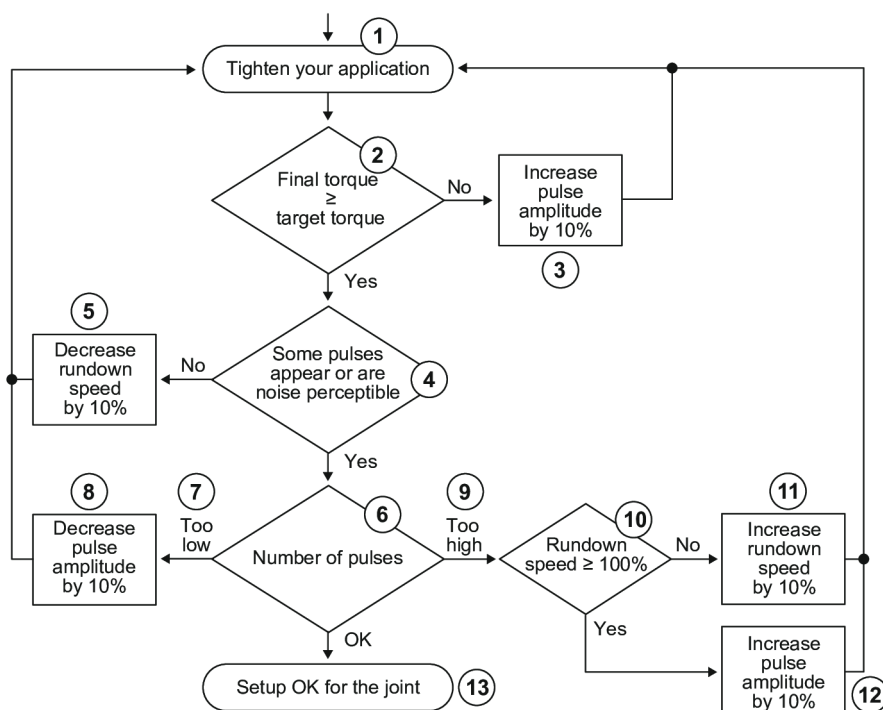 1
Tighten your application
2
Final torque
≥
target torque
No
Increase
pulse
amplitude
by 10%
3
Yes
5
Decrease
rundown
speed
by 10%
No
Some pulses
appear or are
noise perceptible
4
Yes
8
Decrease
pulse
amplitude
by 10%
7
Too
low
6
Number of pulses
9
Too
high
10
Rundown
speed ≥ 100%
No
11
Increase
rundown
speed
by 10%
Yes
OK
Increase
pulse
amplitude
by 10%
12
Setup OK for the joint
13